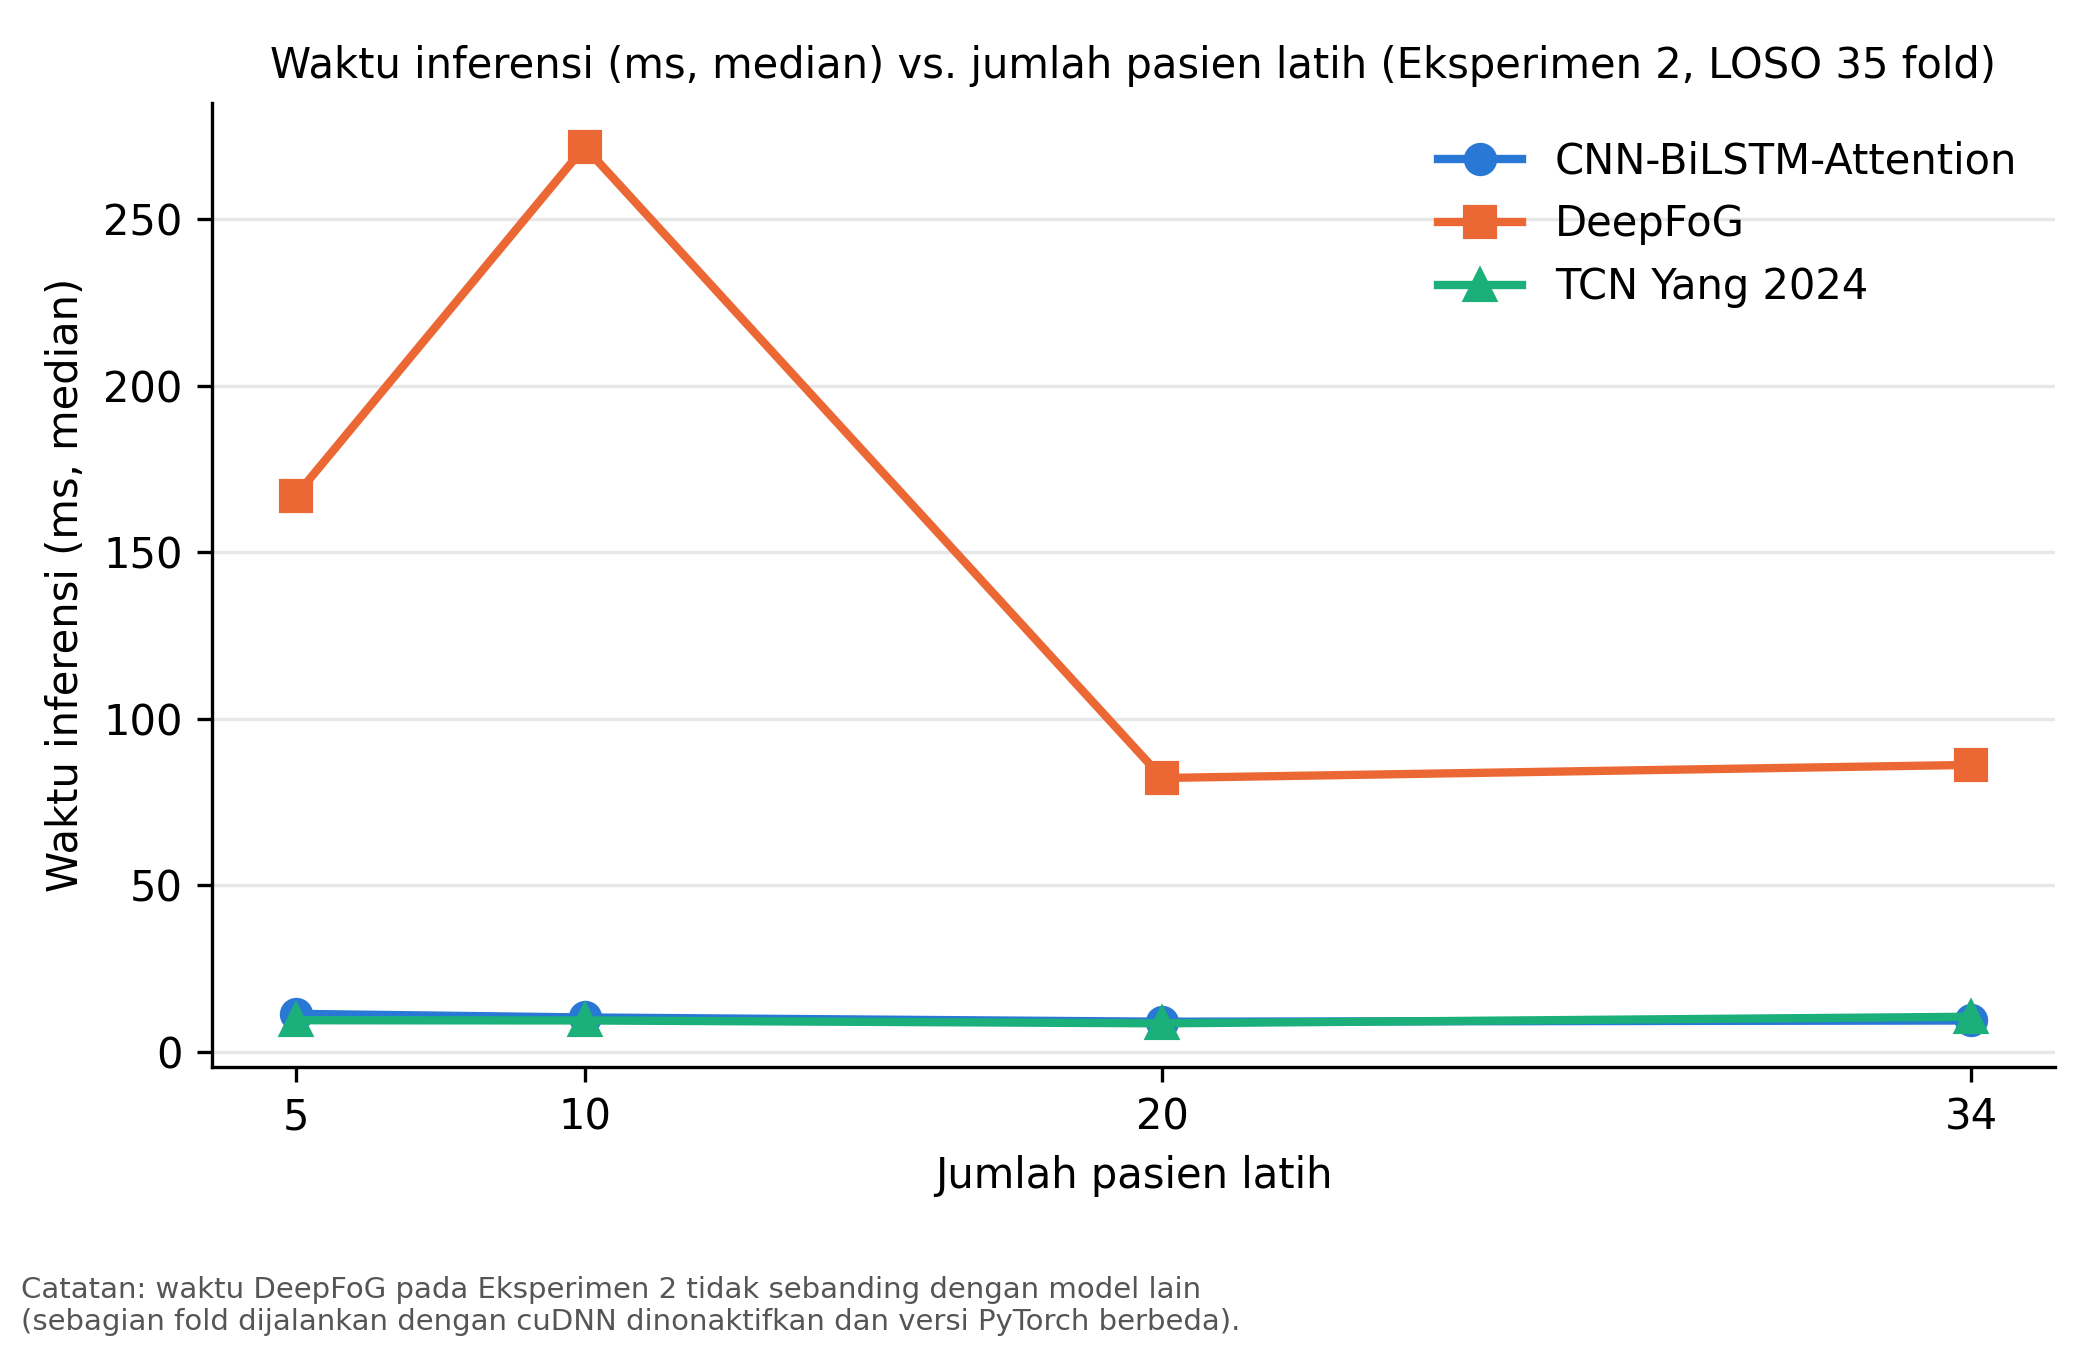 Waktu inferensi (ms, median) vs. jumlah pasien latih (Eksperimen 2, LOSO 35 fold)
CNN-BiLSTM-Attention
DeepFoG
TCN Yang 2024
Waktu inferensi (ms, median)
250
200
150
100
50
0
5 10 20 34
Jumlah pasien latih
Catatan: waktu DeepFoG pada Eksperimen 2 tidak sebanding dengan model lain
(sebagian fold dijalankan dengan cuDNN dinonaktifkan dan versi PyTorch berbeda).